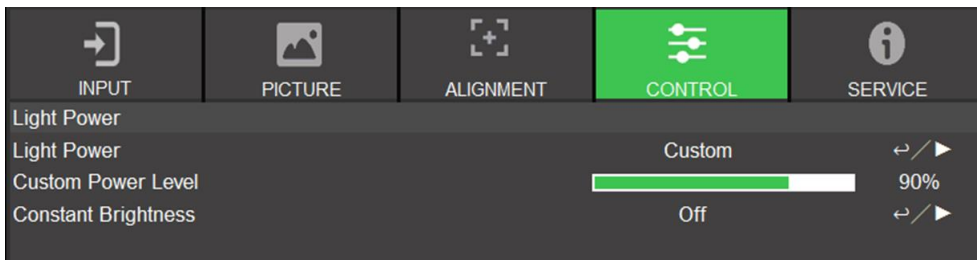 INPUT PICTURE ALIGNMENT CONTROL SERVICE
Light Power
Light Power Custom
Custom Power Level 90%
Constant Brightness Off